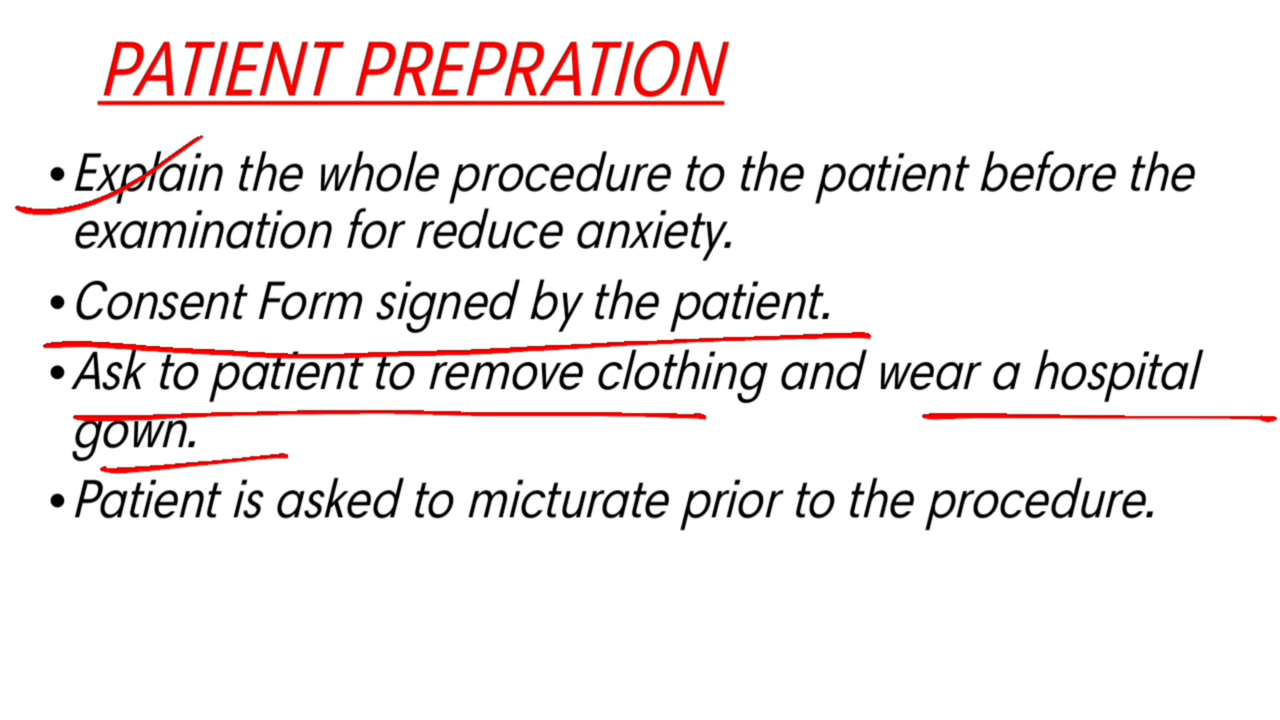 PATIENT PREPRATION
• Explain the whole procedure to the patient before the
examination for reduce anxiety.
• Consent Form signed by the patient.
• Ask to patient to remove clothing and wear a hospital
gown.
• Patient is asked to micturate prior to the procedure.